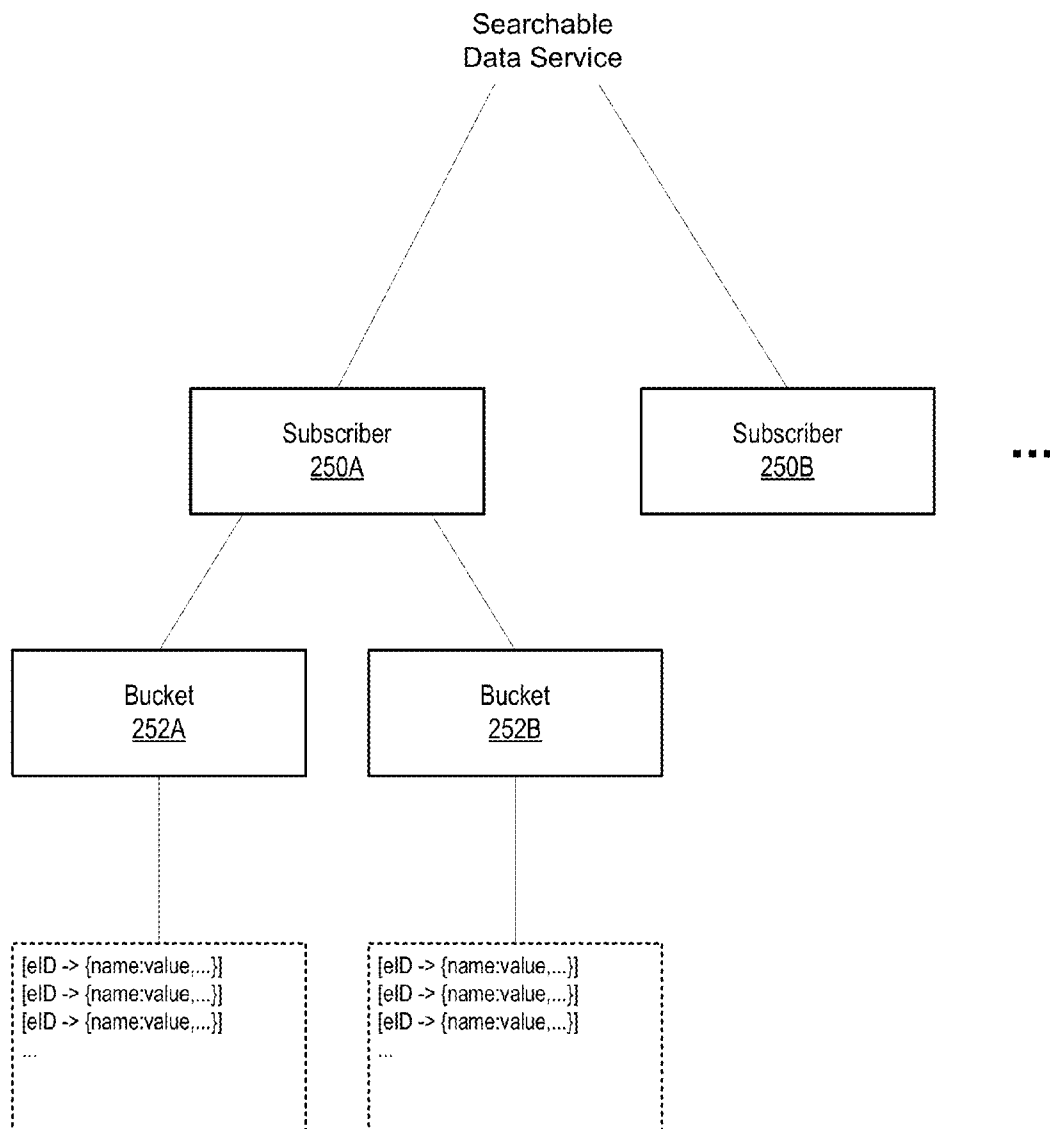 Searchable
Data Service
Subscriber
250A
Subscriber
250B
...
Bucket
252A
Bucket
252B
[eID -> {name:value,...}]
[eID -> {name:value,...}]
[eID -> {name:value,...}]
...
[eID -> {name:value,...}]
[eID -> {name:value,...}]
[eID -> {name:value,...}]
...